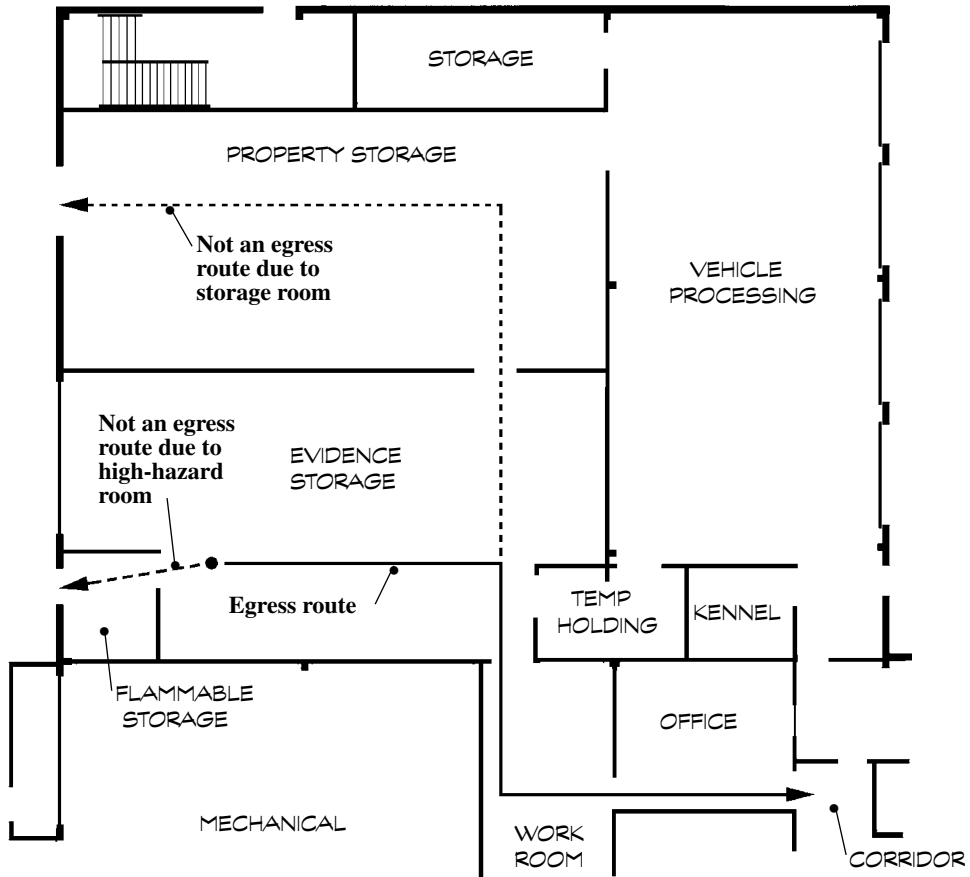 STORAGE
PROPERTY STORAGE
Not an egress
route due to
storage room
VEHICLE
PROCESSING
Not an egress
route due to
high-hazard
room
EVIDENCE
STORAGE
Egress route
TEMP
HOLDING
KENNEL
FLAMMABLE
STORAGE
OFFICE
MECHANICAL
WORK
ROOM
CORRIDOR